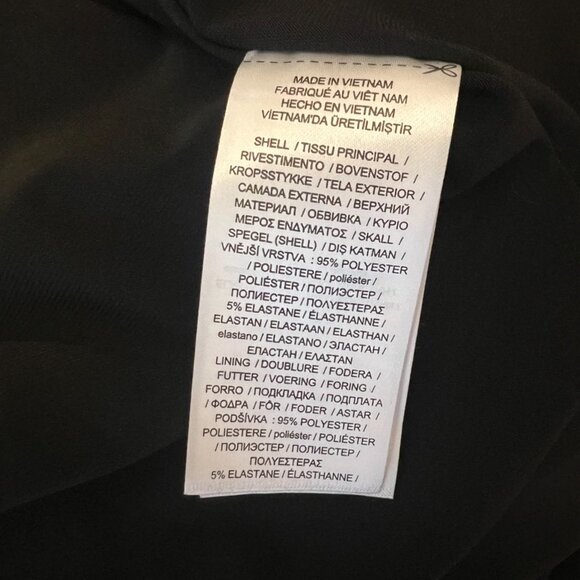 MADE IN VIETNAM
FABRIQUÉ AU VIÊT NAM
HECHO EN VIETNAM
VİETNAM'DA ÜRETİLMİŞTİR
SHELL / TISSU PRINCIPAL /
RIVESTIMENTO / BOVENSTOF /
KROPSSTYKKE / TELA EXTERIOR /
CAMADA EXTERNA / ВЕРХНИЙ
МАТЕРИАЛ / ОБВИВКА / ΚΥΡΙΟ
ΜΕΡΟΣ ΕΝΔΥΜΑΤΟΣ / SKALL /
SPEGEL (SHELL) / DIŞ KATMAN /
VNĚJŠÍ VRSTVA : 95% POLYESTER
/ POLIESTERE / poliéster /
POLIÉSTER / ПОЛИЭСТЕР /
ПОЛИЕСТЕР / ΠΟΛΥΕΣΤΕΡΑΣ
5% ELASTANE / ÉLASTHANNE /
ELASTAN / ELASTAAN / ELASTHAN /
elastano / ELASTANO / ЭЛАСТАН /
ЕЛАСТАН / ΕΛΑΣΤΑΝ
LINING / DOUBLURE / FODERA /
FUTTER / VOERING / FORING /
FORRO / ПОДКЛАДКА / ПОДПЛАТА
/ ΦΟΔΡΑ / FÔR / FODER / ASTAR /
PODŠÍVKA : 95% POLYESTER /
POLIESTERE / poliéster / POLIÉSTER
/ ПОЛИЭСТЕР / ПОЛИЕСТЕР /
ΠΟΛΥΕΣΤΕΡΑΣ
5% ELASTANE / ÉLASTHANNE /